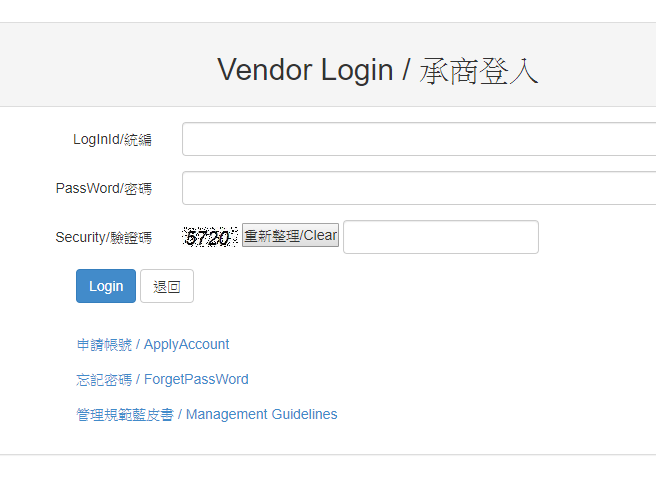 Vendor Login / 承商登入
LogInId/統編
PassWord/密碼
Security/驗證碼 5720 重新整理/Clear
Login 退回
申請帳號 / ApplyAccount
忘記密碼 / ForgetPassWord
管理規範藍皮書 / Management Guidelines